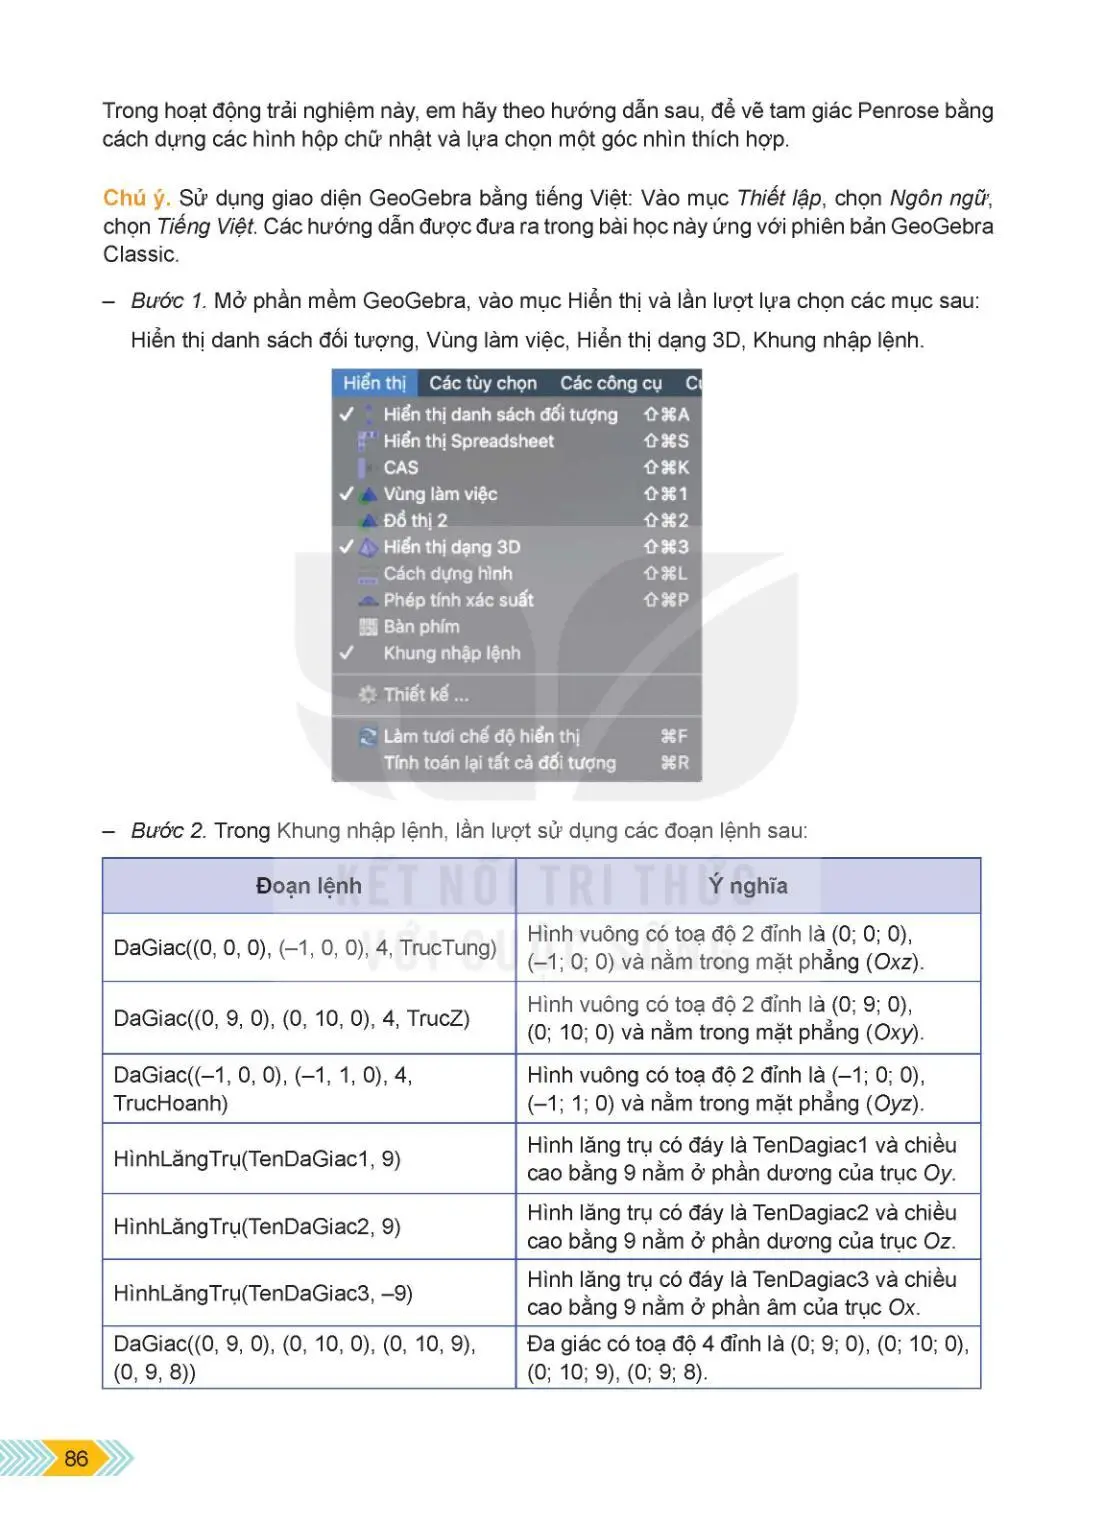 Trong hoạt động trải nghiệm này, em hãy theo hướng dẫn sau, để vẽ tam giác Penrose bằng
cách dựng các hình hộp chữ nhật và lựa chọn một góc nhìn thích hợp.
Chú ý. Sử dụng giao diện GeoGebra bằng tiếng Việt: Vào mục Thiết lập, chọn Ngôn ngữ,
chọn Tiếng Việt. Các hướng dẫn được đưa ra trong bài học này ứng với phiên bản GeoGebra
Classic.
– Bước 1. Mở phần mềm GeoGebra, vào mục Hiển thị và lần lượt lựa chọn các mục sau:
Hiển thị danh sách đối tượng, Vùng làm việc, Hiển thị dạng 3D, Khung nhập lệnh.
Hiển thị Các tùy chọn Các công cụ
✓ Hiển thị danh sách đối tượng ⇧⌘A
Hiển thị Spreadsheet ⇧⌘S
CAS ⇧⌘K
✓ Vùng làm việc ⇧⌘1
Đồ thị 2 ⇧⌘2
✓ Hiển thị dạng 3D ⇧⌘3
Cách dựng hình ⇧⌘L
Phép tính xác suất ⇧⌘P
Bàn phím
✓ Khung nhập lệnh
Thiết kế ...
Làm tươi chế độ hiển thị ⌘F
Tính toán lại tất cả đối tượng ⌘R
– Bước 2. Trong Khung nhập lệnh, lần lượt sử dụng các đoạn lệnh sau:
Đoạn lệnh Ý nghĩa
DaGiac((0, 0, 0), (–1, 0, 0), 4, TrucTung)
Hình vuông có toạ độ 2 đỉnh là (0; 0; 0),
(–1; 0; 0) và nằm trong mặt phẳng (Oxz).
DaGiac((0, 9, 0), (0, 10, 0), 4, TrucZ)
Hình vuông có toạ độ 2 đỉnh là (0; 9; 0),
(0; 10; 0) và nằm trong mặt phẳng (Oxy).
DaGiac((–1, 0, 0), (–1, 1, 0), 4,
TrucHoanh)
Hình vuông có toạ độ 2 đỉnh là (–1; 0; 0),
(–1; 1; 0) và nằm trong mặt phẳng (Oyz).
HìnhLăngTrụ(TenDaGiac1, 9)
Hình lăng trụ có đáy là TenDagiac1 và chiều
cao bằng 9 nằm ở phần dương của trục Oy.
HìnhLăngTrụ(TenDaGiac2, 9)
Hình lăng trụ có đáy là TenDagiac2 và chiều
cao bằng 9 nằm ở phần dương của trục Oz.
HìnhLăngTrụ(TenDaGiac3, –9)
Hình lăng trụ có đáy là TenDagiac3 và chiều
cao bằng 9 nằm ở phần âm của trục Ox.
DaGiac((0, 9, 0), (0, 10, 0), (0, 10, 9),
(0, 9, 8))
Đa giác có toạ độ 4 đỉnh là (0; 9; 0), (0; 10; 0),
(0; 10; 9), (0; 9; 8).
KẾT NỐI TRI THỨC
VỚI CUỘC SỐNG
86